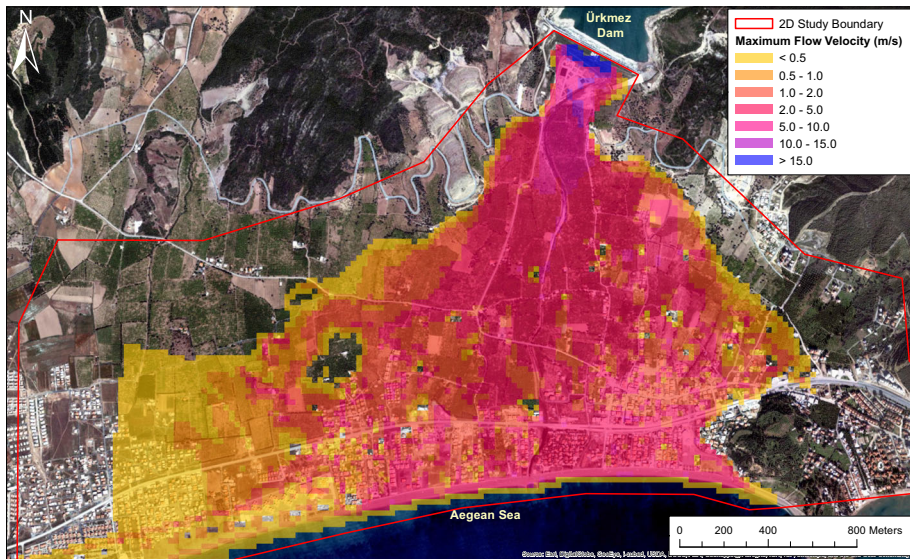 N
Ürkmez
Dam
2D Study Boundary
Maximum Flow Velocity (m/s)
< 0.5
0.5 - 1.0
1.0 - 2.0
2.0 - 5.0
5.0 - 10.0
10.0 - 15.0
> 15.0
Aegean Sea
0 200 400 800 Meters
Source: Esri, DigitalGlobe, GeoEye, i-cubed, USDA,